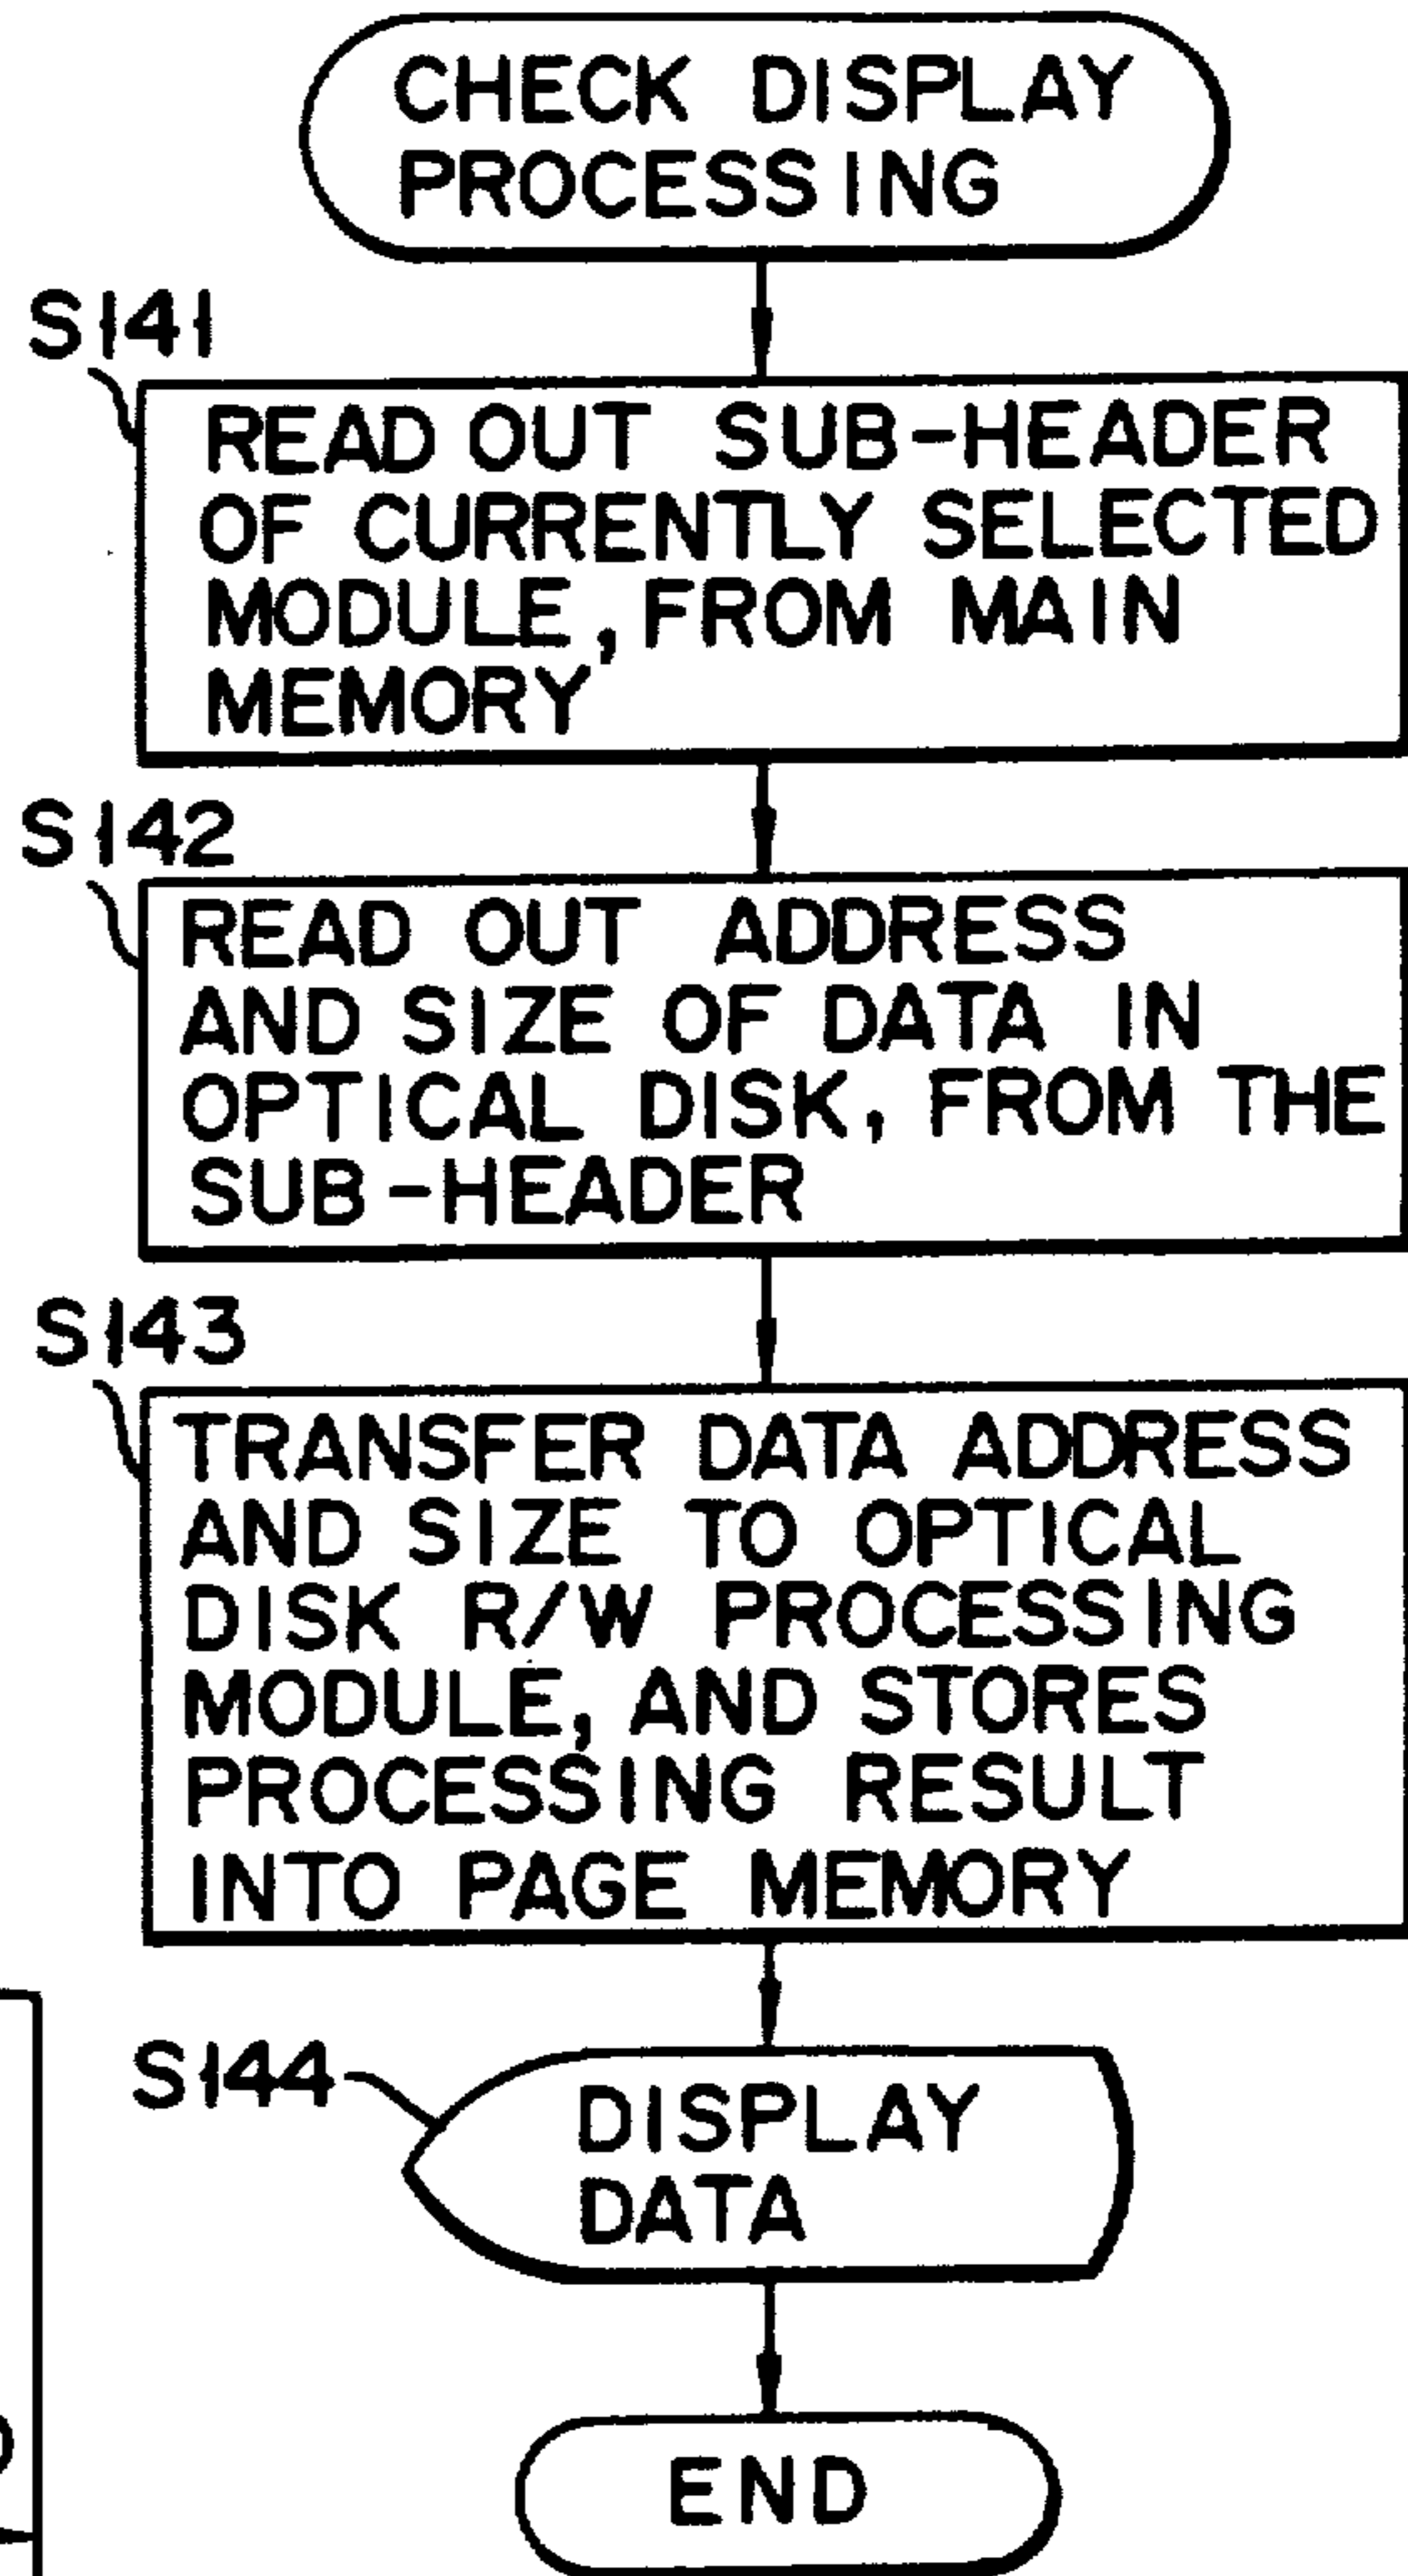 CHECK DISPLAY
PROCESSING
S141
READ OUT SUB-HEADER
OF CURRENTLY SELECTED
MODULE, FROM MAIN
MEMORY
S142
READ OUT ADDRESS
AND SIZE OF DATA IN
OPTICAL DISK, FROM THE
SUB-HEADER
S143
TRANSFER DATA ADDRESS
AND SIZE TO OPTICAL
DISK R/W PROCESSING
MODULE, AND STORES
PROCESSING RESULT
INTO PAGE MEMORY
S144
DISPLAY
DATA
END